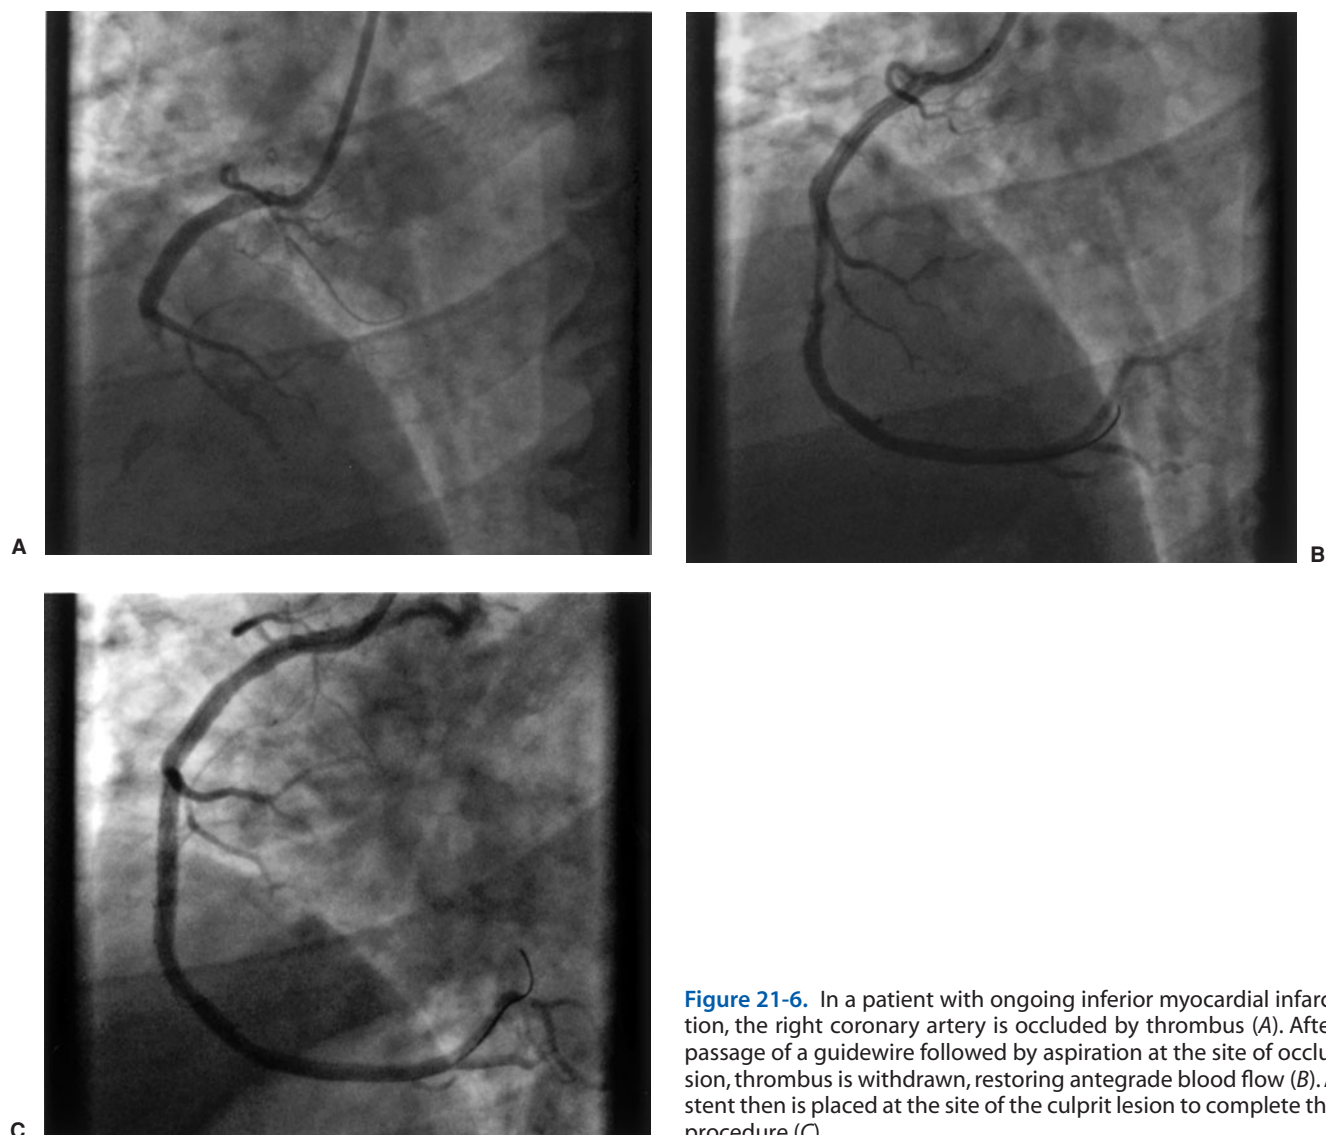 A
B
C
Figure 21-6. In a patient with ongoing inferior myocardial infarc
tion, the right coronary artery is occluded by thrombus (A). Afte
passage of a guidewire followed by aspiration at the site of occlu
sion, thrombus is withdrawn, restoring antegrade blood flow (B). A
stent then is placed at the site of the culprit lesion to complete th
procedure (C)